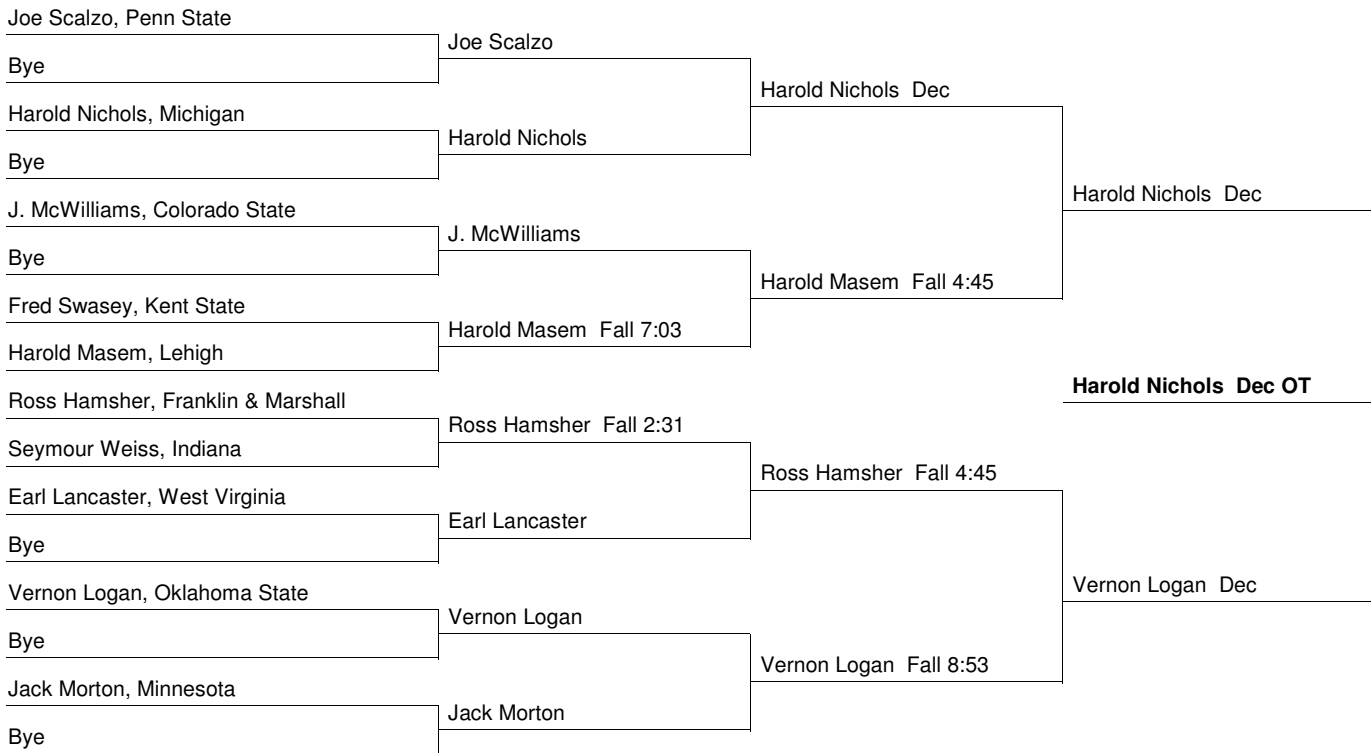 Joe Scalzo, Penn State
Bye
Harold Nichols, Michigan
Bye
J. McWilliams, Colorado State
Bye
Fred Swasey, Kent State
Harold Masem, Lehigh
Ross Hamsher, Franklin & Marshall
Seymour Weiss, Indiana
Earl Lancaster, West Virginia
Bye
Vernon Logan, Oklahoma State
Bye
Jack Morton, Minnesota
Bye
Joe Scalzo
Harold Nichols
J. McWilliams
Harold Masem Fall 7:03
Ross Hamsher Fall 2:31
Earl Lancaster
Vernon Logan
Jack Morton
Harold Nichols Dec
Harold Masem Fall 4:45
Ross Hamsher Fall 4:45
Vernon Logan Fall 8:53
Harold Nichols Dec
Harold Nichols Dec OT
Vernon Logan Dec